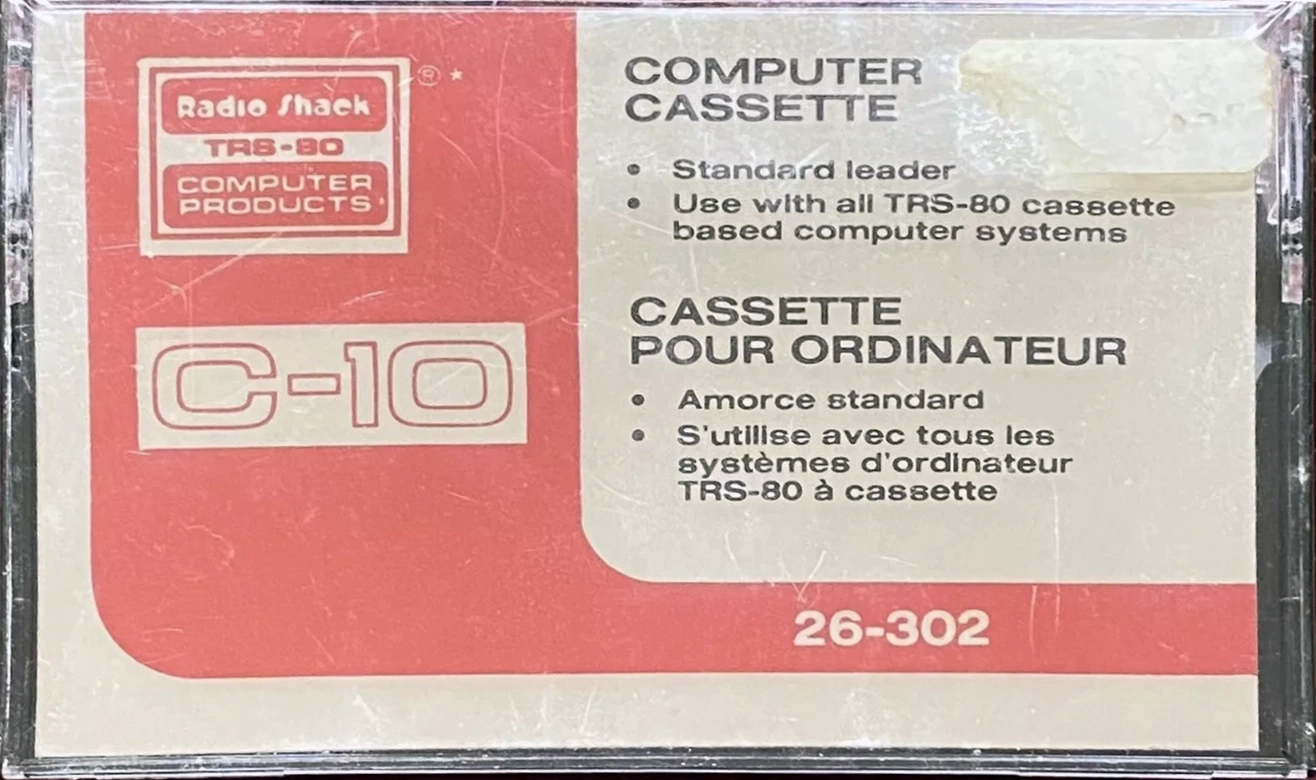 Radio Shack
TRS-80
COMPUTER
PRODUCTS
® *
C-10
COMPUTER
CASSETTE
• Standard leader
• Use with all TRS-80 cassette
based computer systems
CASSETTE
POUR ORDINATEUR
• Amorce standard
• S'utilise avec tous les
systèmes d'ordinateur
TRS-80 à cassette
26-302